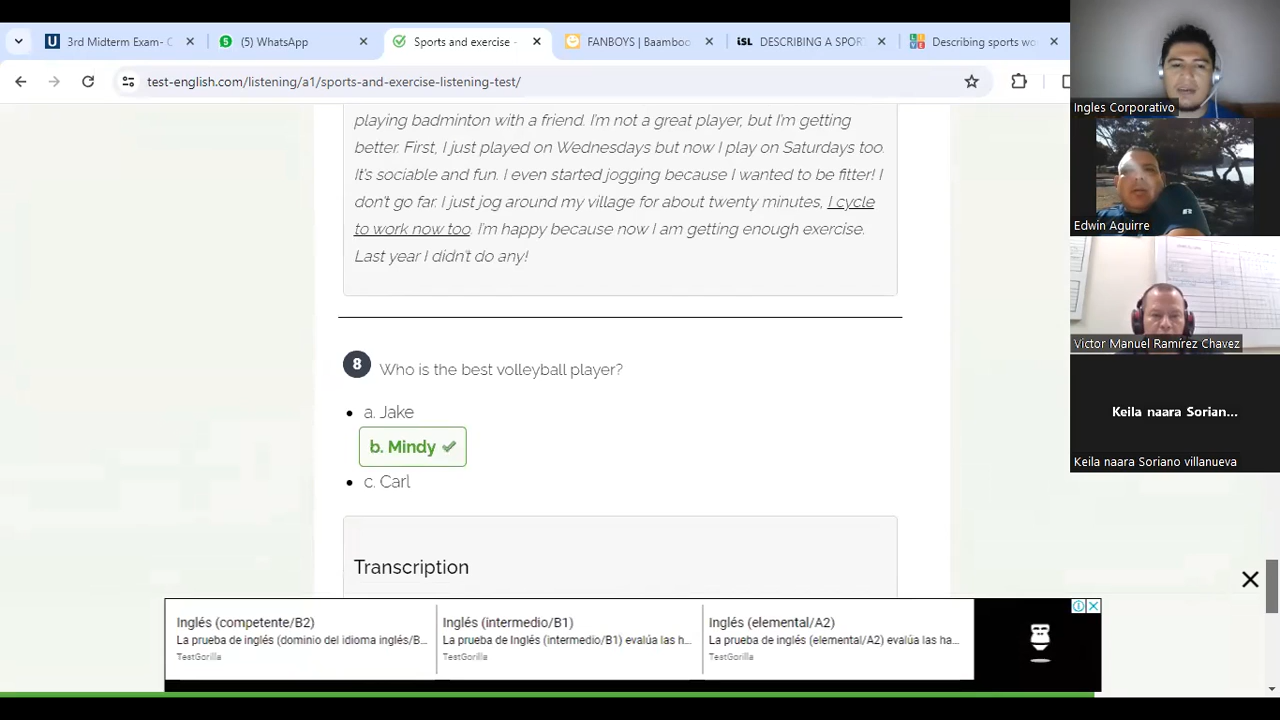 3rd Midterm Exam- C
(5) WhatsApp
Sports and exercise -
FANBOYS | Baamboo
DESCRIBING A SPOR
Describing sports wo
test-english.com/listening/a1/sports-and-exercise-listening-test/
playing badminton with a friend. I'm not a great player, but I'm getting
better. First, I just played on Wednesdays but now I play on Saturdays too.
It's sociable and fun. I even started jogging because I wanted to be fitter! I
don't go far. I just jog around my village for about twenty minutes, I cycle
to work now too. I'm happy because now I am getting enough exercise.
Last year I didn't do any!
8 Who is the best volleyball player?
a. Jake
b. Mindy
c. Carl
Transcription
Inglés (competente/B2)
La prueba de inglés (dominio del idioma inglés/B...
TestGorilla
Inglés (intermedio/B1)
La prueba de Inglés (intermedio/B1) evalúa las h...
TestGorilla
Inglés (elemental/A2)
La prueba de inglés (elemental/A2) evalúa las ha...
TestGorilla
Ingles Corporativo
Edwin Aguirre
Victor Manuel Ramírez Chavez
Keila naara Sorian...
Keila naara Soriano villanueva